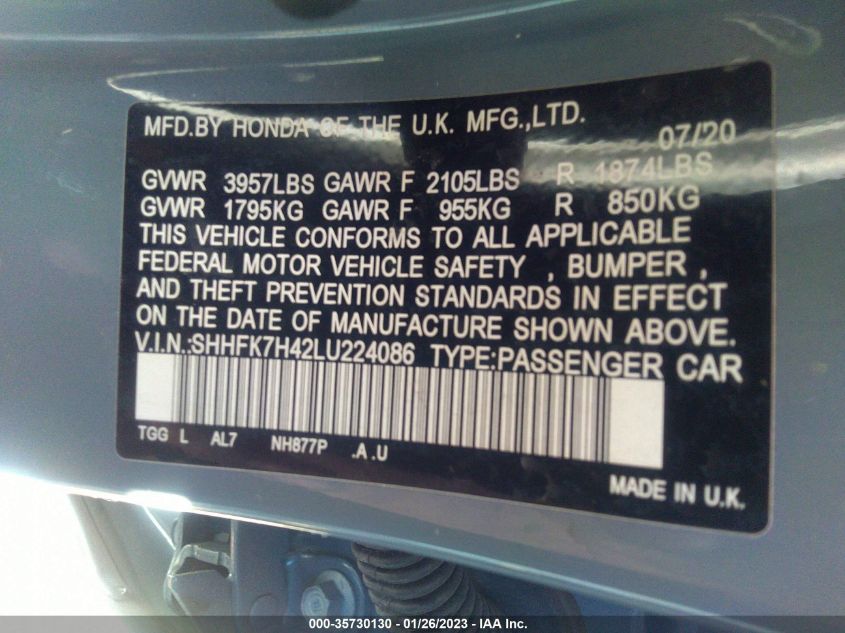 MFD.BY HONDA OF THE U.K. MFG.,LTD.
07/20
GVWR 3957LBS GAWR F 2105LBS R 1874LBS
GVWR 1795KG GAWR F 955KG R 850KG
THIS VEHICLE CONFORMS TO ALL APPLICABLE
FEDERAL MOTOR VEHICLE SAFETY , BUMPER ,
AND THEFT PREVENTION STANDARDS IN EFFECT
ON THE DATE OF MANUFACTURE SHOWN ABOVE.
V.I.N.:SHHFK7H42LU224086 TYPE:PASSENGER CAR
TGG L AL7 NH877P .A .U
MADE IN U.K.
000-35730130 - 01/26/2023 - IAA Inc.